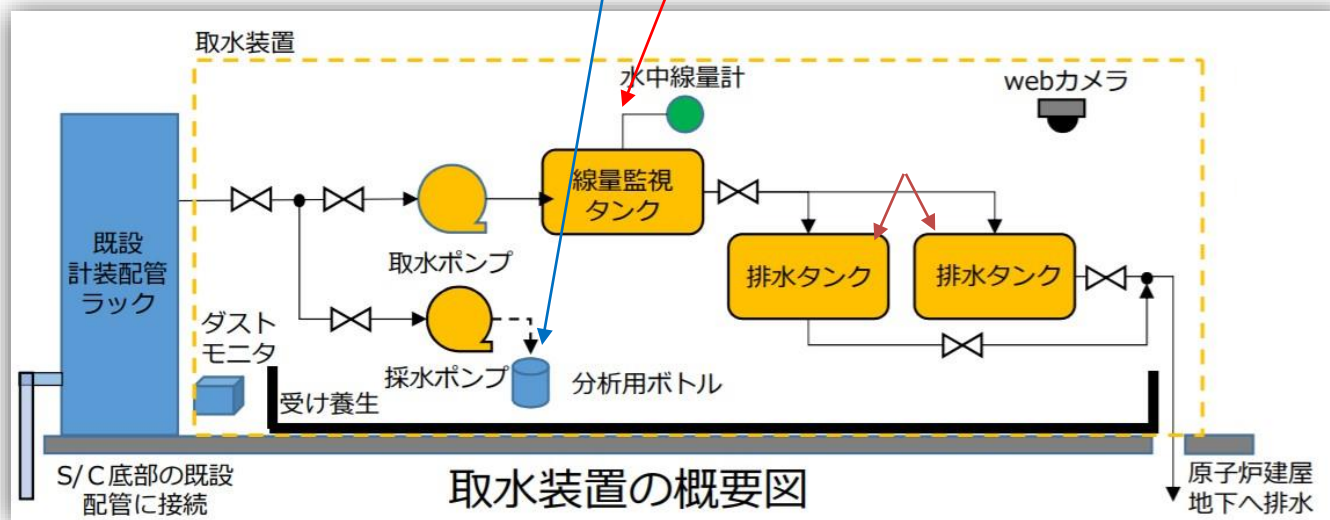 取水装置
水中線量計
webカメラ
線量監視
タンク
既設
計装配管
ラック
取水ポンプ
排水タンク
排水タンク
ダスト
モニタ
採水ポンプ
分析用ボトル
受け養生
S/C底部の既設
配管に接続
取水装置の概要図
原子炉建屋
地下へ排水